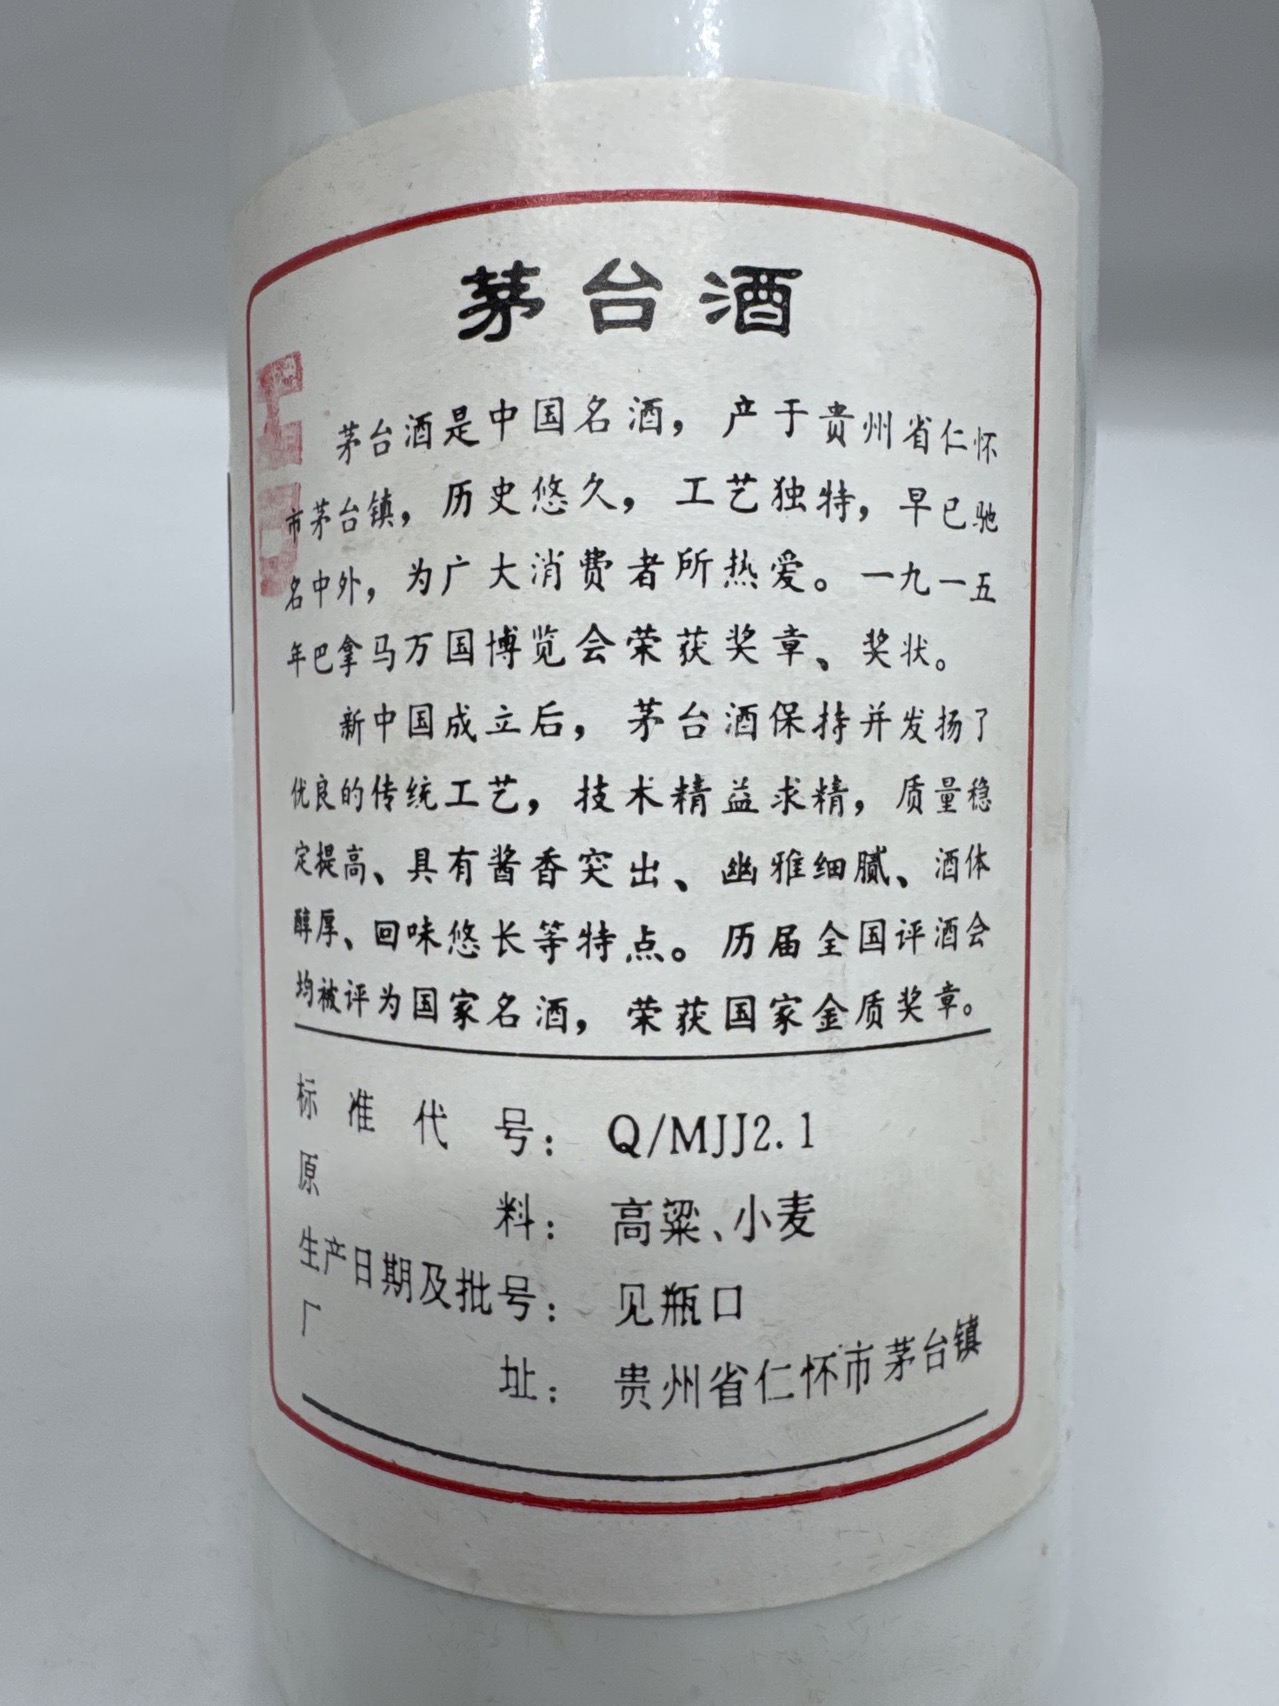 茅台酒
茅台酒是中国名酒，产于贵州省仁怀
市茅台镇，历史悠久，工艺独特，早已驰
名中外，为广大消费者所热爱。一九一五
年巴拿马万国博览会荣获奖章、奖状。
新中国成立后，茅台酒保持并发扬了
优良的传统工艺，技术精益求精，质量稳
定提高、具有酱香突出、幽雅细腻、酒体
醇厚、回味悠长等特点。历届全国评酒会
均被评为国家名酒，荣获国家金质奖章。
标准代号：Q/MJJ2.1
原料：高粱、小麦
生产日期及批号：见瓶口
厂址：贵州省仁怀市茅台镇